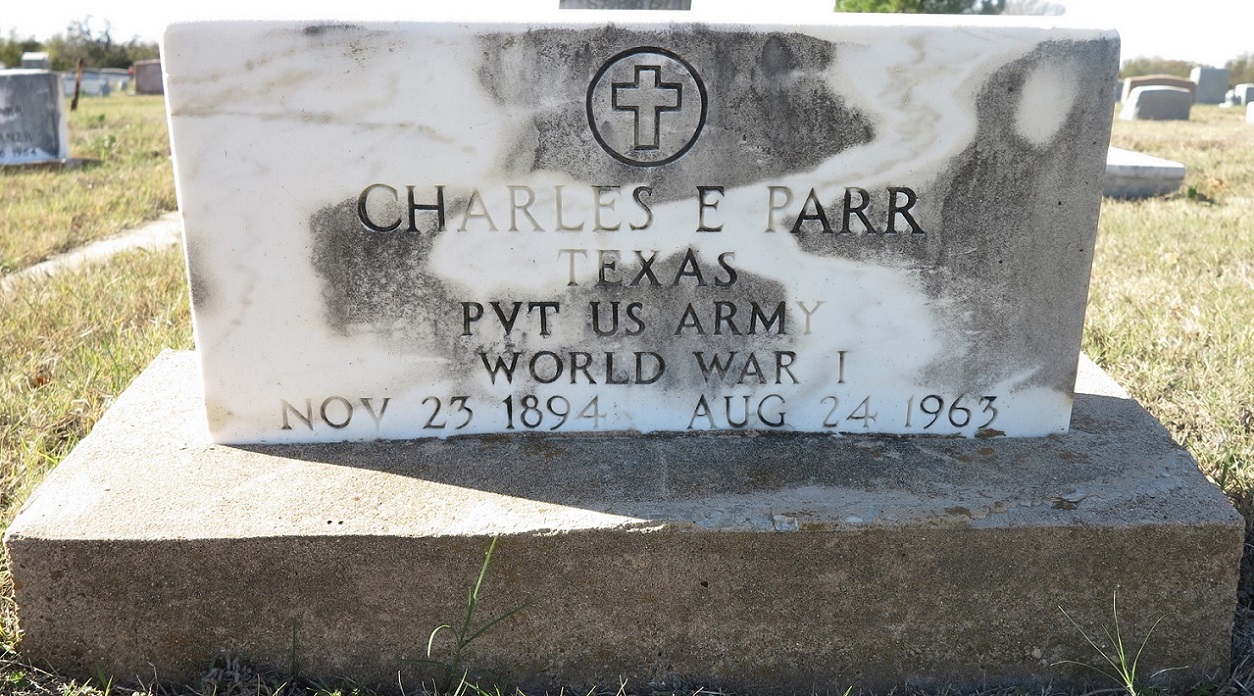 CHARLES E PARR
TEXAS
PVT US ARMY
WORLD WAR I
NOV 23 1894 AUG 24 1963